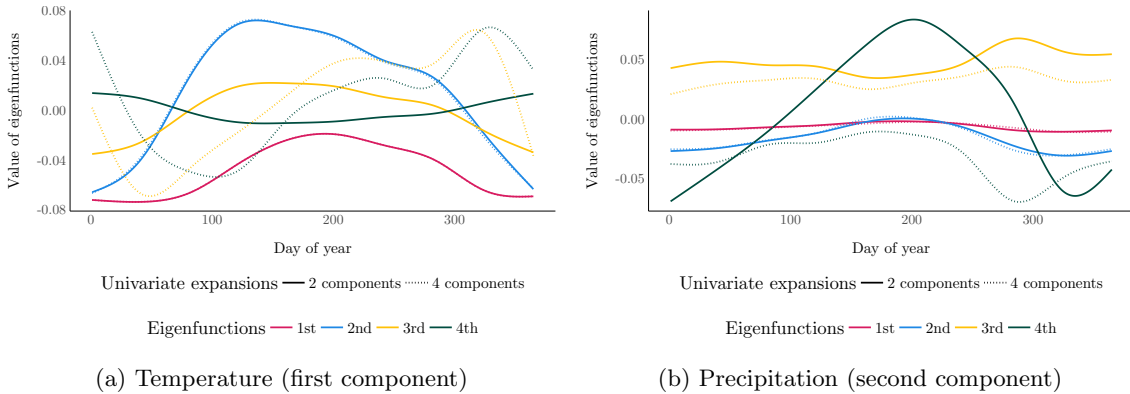 Value of eigenfunctions
0.08
0.04
0.00
-0.04
-0.08
0
100
200
300
Day of year
Univariate expansions 2 components 4 components
Eigenfunctions 1st 2nd 3rd 4th
(a) Temperature (first component)
Value of eigenfunctions
0.05
0.00
-0.05
0
100
200
300
Day of year
Univariate expansions 2 components 4 components
Eigenfunctions 1st 2nd 3rd 4th
(b) Precipitation (second component)